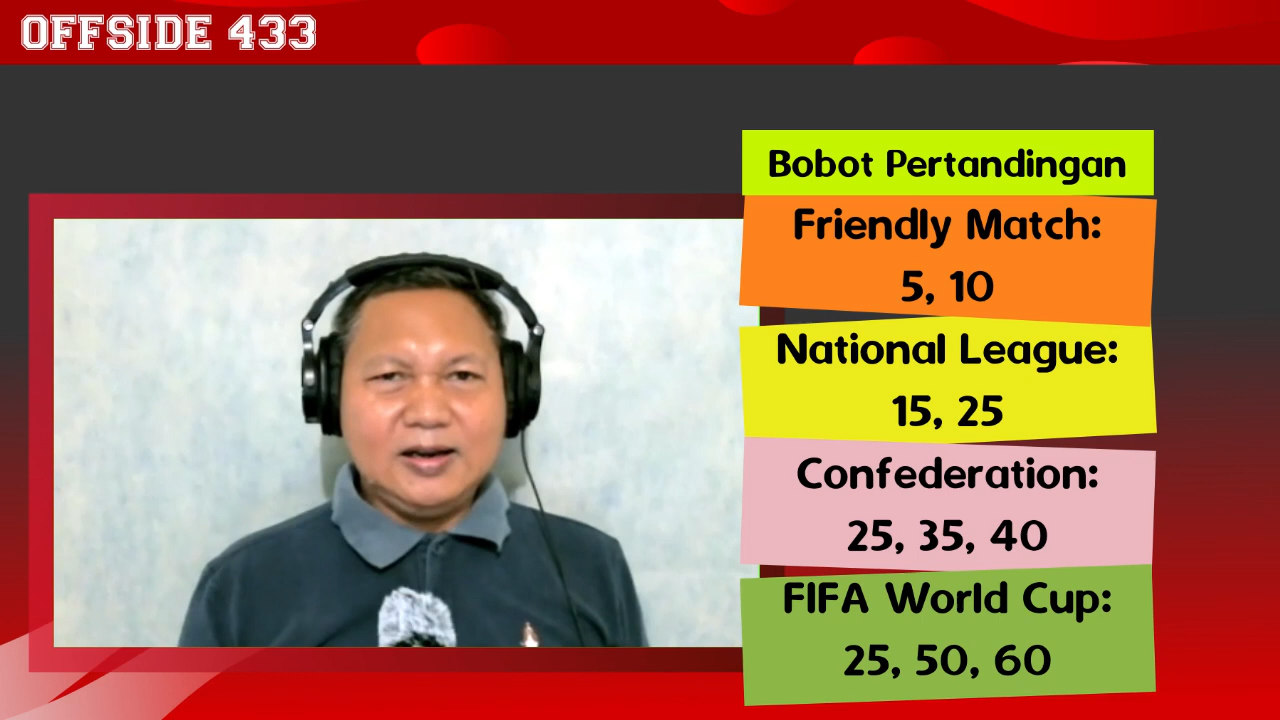 OFFSIDE 433
Bobot Pertandingan
Friendly Match:
5, 10
National League:
15, 25
Confederation:
25, 35, 40
FIFA World Cup:
25, 50, 60